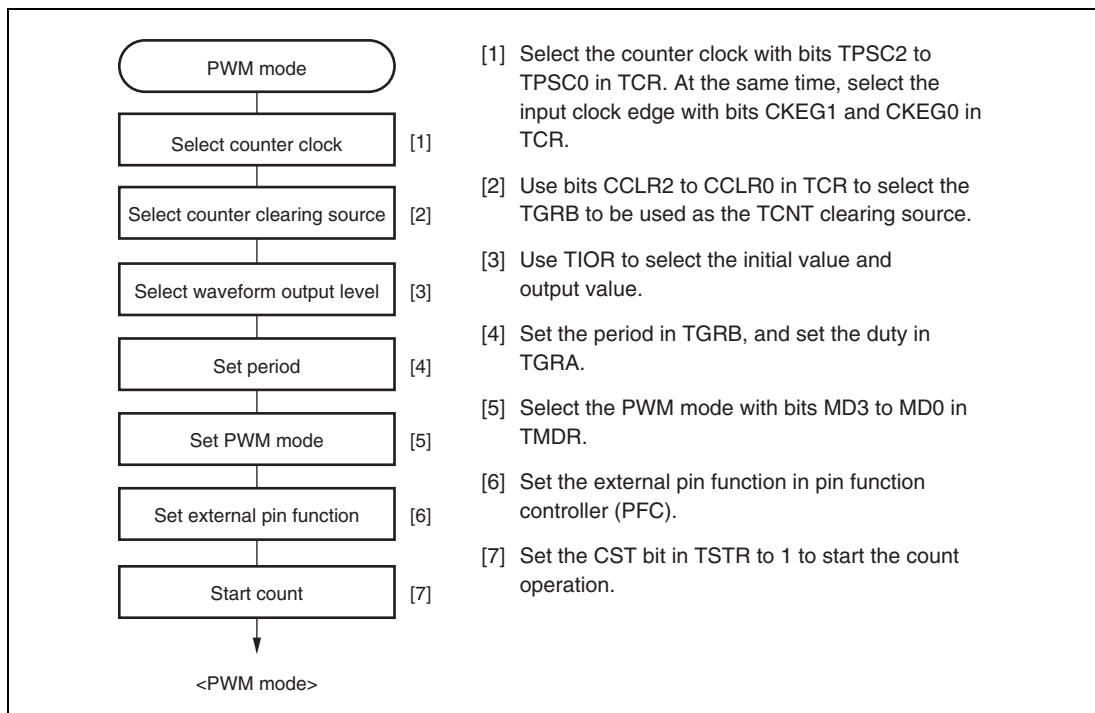 PWM mode
Select counter clock [1]
Select counter clearing source [2]
Select waveform output level [3]
Set period [4]
Set PWM mode [5]
Set external pin function [6]
Start count [7]
<PWM mode>
[1] Select the counter clock with bits TPSC2 to
TPSC0 in TCR. At the same time, select the
input clock edge with bits CKEG1 and CKEG0 in
TCR.
[2] Use bits CCLR2 to CCLR0 in TCR to select the
TGRB to be used as the TCNT clearing source.
[3] Use TIOR to select the initial value and
output value.
[4] Set the period in TGRB, and set the duty in
TGRA.
[5] Select the PWM mode with bits MD3 to MD0 in
TMDR.
[6] Set the external pin function in pin function
controller (PFC).
[7] Set the CST bit in TSTR to 1 to start the count
operation.